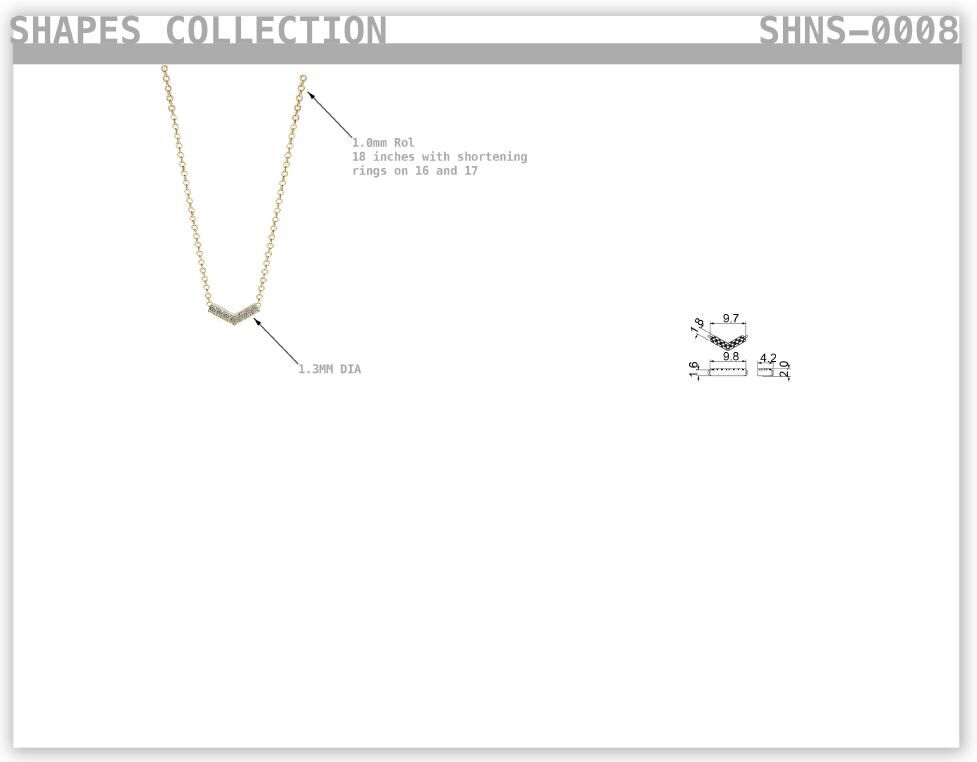 SHAPES COLLECTION
SHNS-0008
1.0mm Rol
18 inches with shortening
rings on 16 and 17
1.3MM DIA
9.7
1.8
9.8
4.2
1.6
2.0